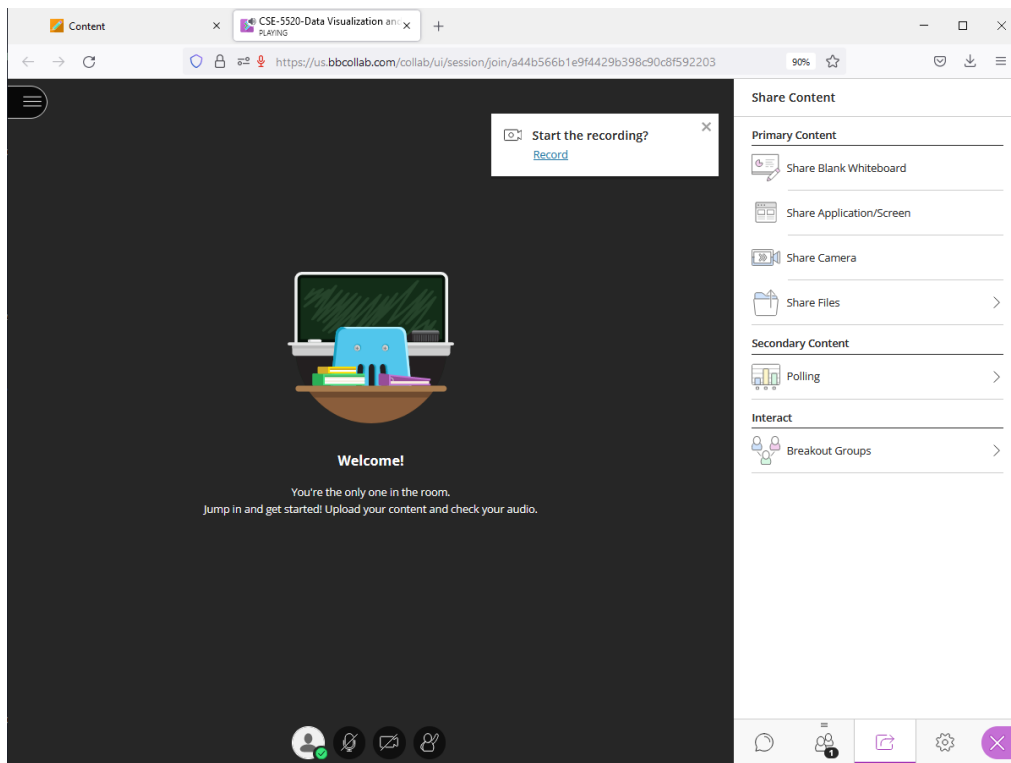 Content
CSE-5520-Data Visualization and
PLAYING
https://us.bbcollab.com/collab/ui/session/join/a44b566b1e9f4429b398c90c8f592203
90%
Start the recording?
Record
Welcome!
You're the only one in the room.
Jump in and get started! Upload your content and check your audio.
Share Content
Primary Content
Share Blank Whiteboard
Share Application/Screen
Share Camera
Share Files
Secondary Content
Polling
Interact
Breakout Groups
1